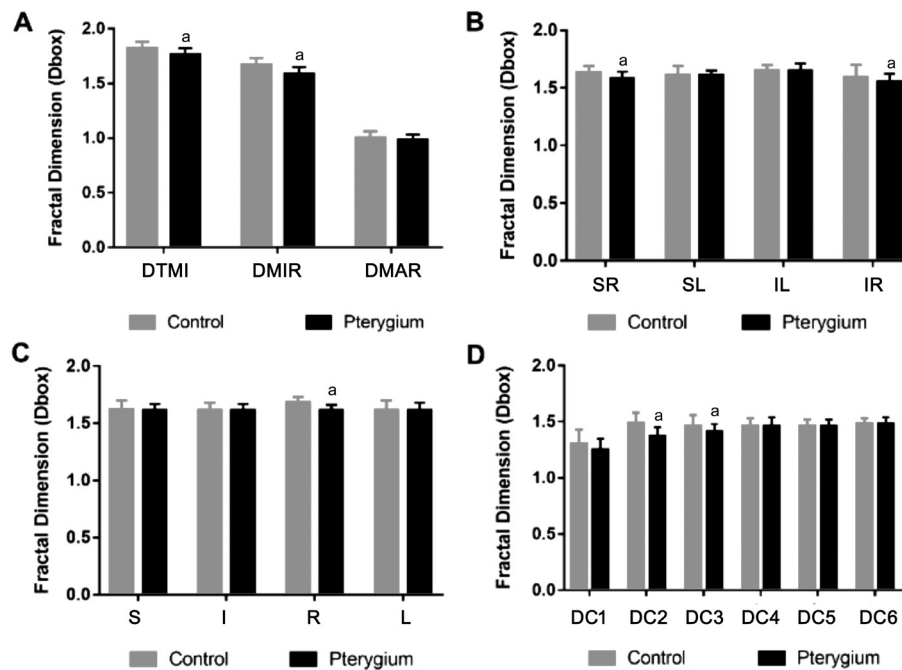 A
Fractal Dimension (Dbox)
2.0
1.5
1.0
0.5
0.0
a
a
DTMI DMIR DMAR
Control Pterygium
B
Fractal Dimension (Dbox)
2.0
1.5
1.0
0.5
0.0
a
a
SR SL IL IR
Control Pterygium
C
Fractal Dimension (Dbox)
2.0
1.5
1.0
0.5
0.0
a
S I R L
Control Pterygium
D
Fractal Dimension (Dbox)
2.0
1.5
1.0
0.5
0.0
a
a
DC1 DC2 DC3 DC4 DC5 DC6
Control Pterygium